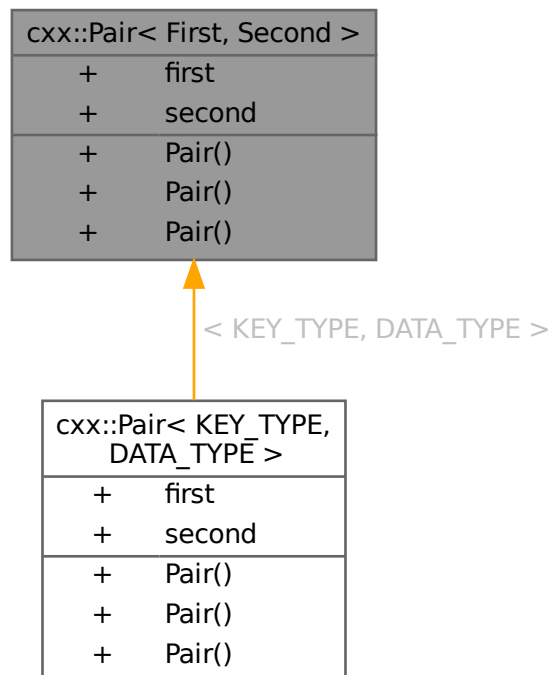 cxx::Pair< First, Second >
+ first
+ second
+ Pair()
+ Pair()
+ Pair()
< KEY_TYPE, DATA_TYPE >
cxx::Pair< KEY_TYPE,
DATA_TYPE >
+ first
+ second
+ Pair()
+ Pair()
+ Pair()